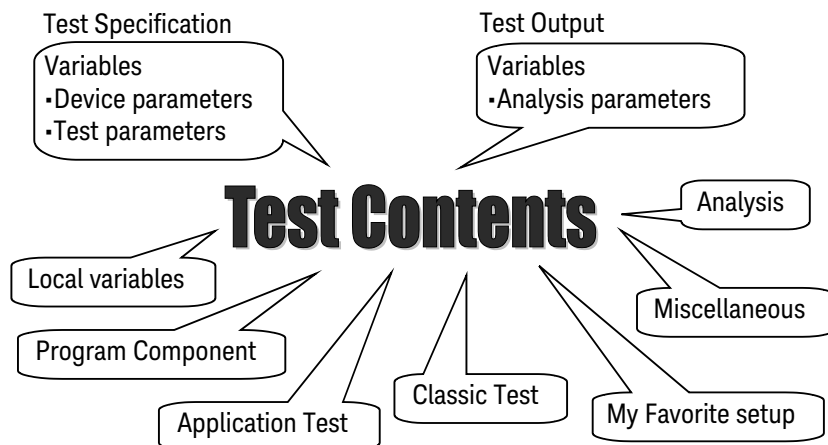 Test Specification
Variables
▪Device parameters
▪Test parameters
Test Output
Variables
▪Analysis parameters
Test Contents
Analysis
Local variables
Miscellaneous
Program Component
Classic Test
Application Test
My Favorite setup